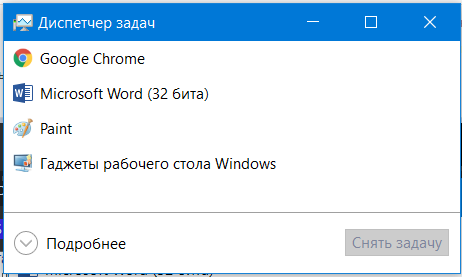 Диспетчер задач
Google Chrome
Microsoft Word (32 бита)
Paint
Гаджеты рабочего стола Windows
Подробнее
Снять задачу